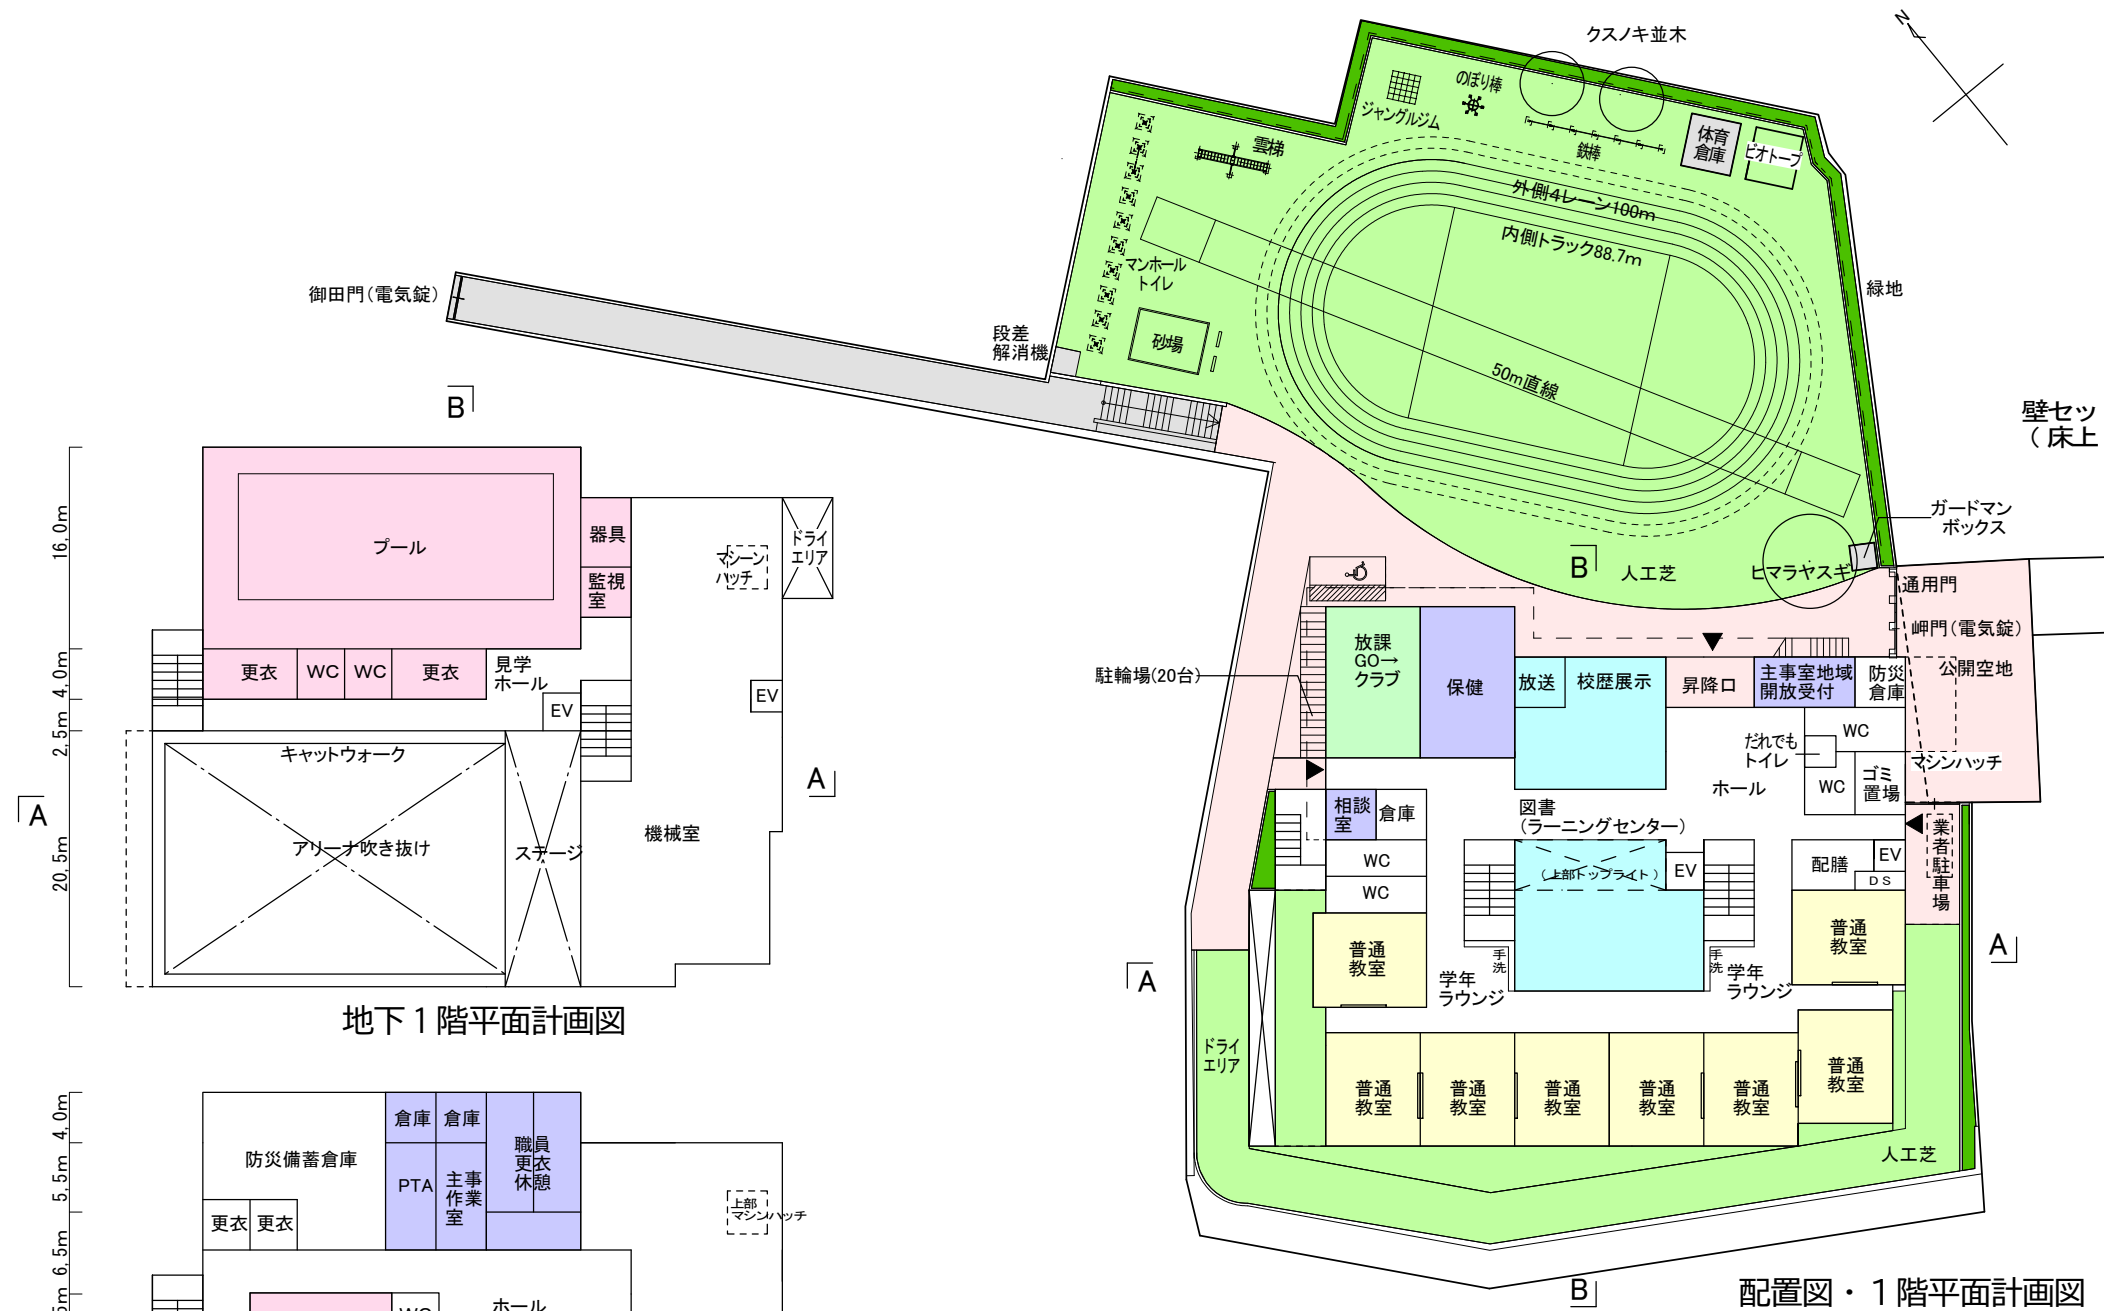 クスノキ並木
N
のぼり棒
ジャングルジム
雲梯
鉄棒
体育
倉庫
ビオトープ
外側4レーン100m
内側トラック88.7m
マンホール
トイレ
砂場
50m直線
緑地
御田門(電気錠)
段差
解消機
壁セッ
(床上
ガードマン
ボックス
B
人工芝
ヒマラヤスギ
通用門
岬門(電気錠)
公開空地
駐輪場(20台)
放課
GO→
クラブ
保健
放送
校歴展示
昇降口
主事室地域
開放受付
防災
倉庫
WC
だれでも
トイレ
WC
ゴミ
置場
マシンハッチ
ホール
図書
(ラーニングセンター)
相談
室
倉庫
WC
WC
(上部トップライト)
EV
配膳
EV
DS
業者駐車場
普通
教室
手洗
学年
ラウンジ
手洗
学年
ラウンジ
普通
教室
A
A
ドライ
エリア
普通
教室
普通
教室
普通
教室
普通
教室
普通
教室
普通
教室
人工芝
B
配置図・1階平面計画図
B
16,0m
4,0m
2,5m
20,5m
プール
器具
監視
室
マシーン
ハッチ
ドライ
エリア
更衣
WC
WC
更衣
見学
ホール
EV
EV
キャットウォーク
アリーナ吹き抜け
ステージ
機械室
A
A
地下1階平面計画図
4,0m
5,5m
6,5m
5m
防災備蓄倉庫
倉庫
倉庫
職員
更衣
休憩
PTA
主事
作業
室
更衣
更衣
上部
マシンハッチ
WC
ホール